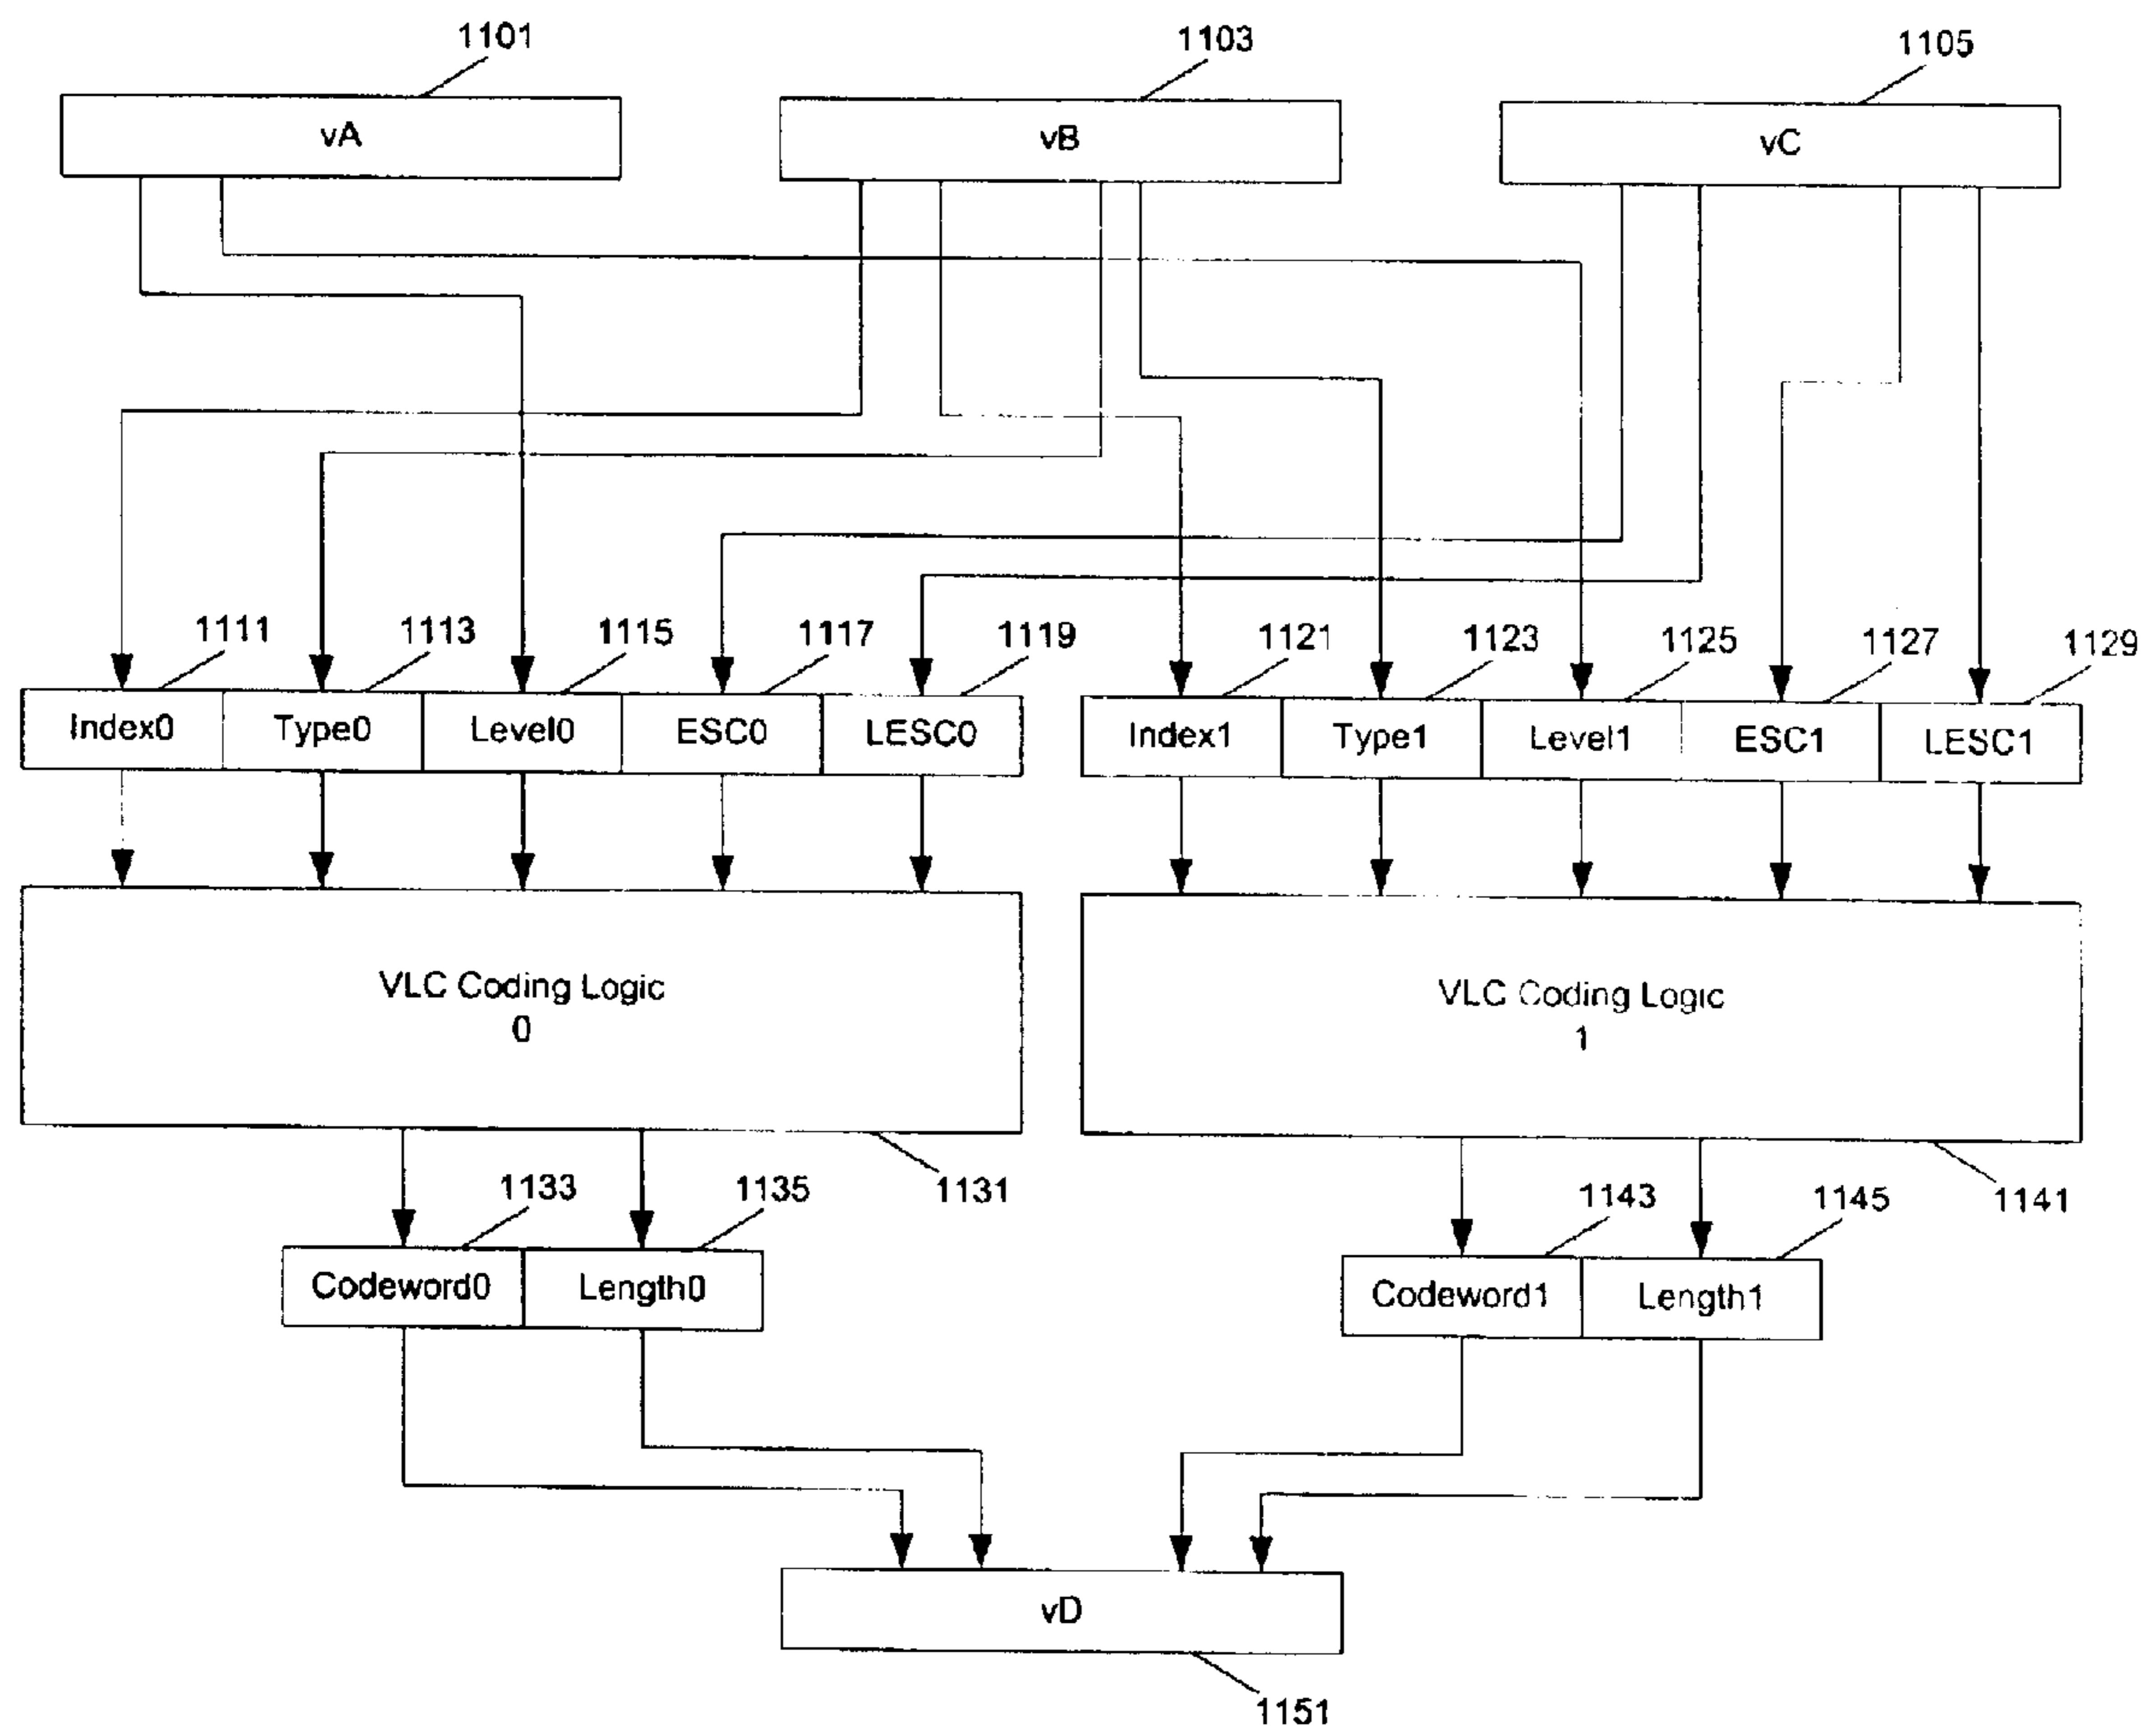 1101
1103
1105
vA
vB
vC
1111
1113
1115
1117
1119
1121
1123
1125
1127
1129
Index0
Type0
Level0
ESC0
LESC0
Index1
Type1
Level1
ESC1
LESC1
VLC Coding Logic
0
VLC Coding Logic
1
1131
1141
1133
1135
1143
1145
Codeword0
Length0
Codeword1
Length1
vD
1151